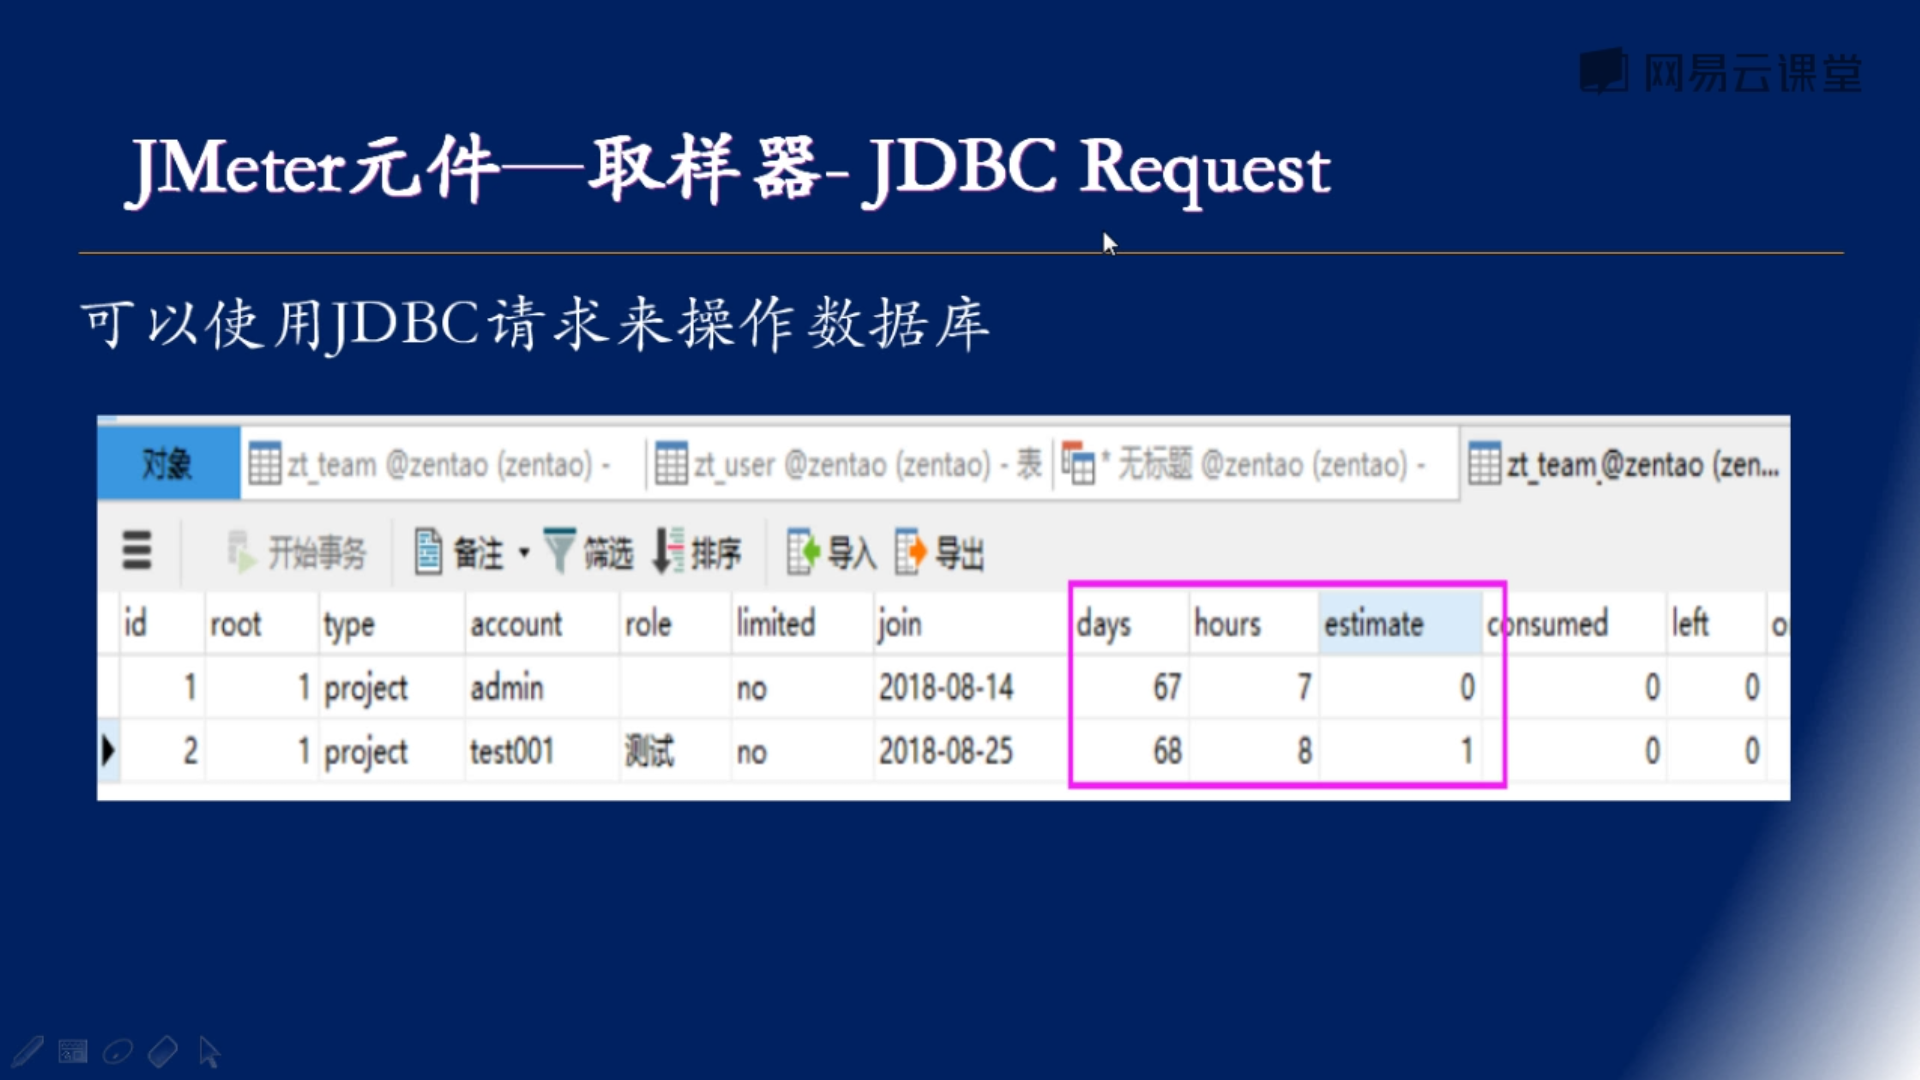 网易云课堂
JMeter元件—取样器- JDBC Request
可以使用JDBC请求来操作数据库
对象 zt_team @zentao (zentao) - zt_user @zentao (zentao) - 表 * 无标题 @zentao (zentao) - zt_team @zentao (zen...
开始事务 备注 筛选 排序 导入 导出
id root type account role limited join days hours estimate consumed left o
1 1 project admin no 2018-08-14 67 7 0 0 0
2 1 project test001 测试 no 2018-08-25 68 8 1 0 0